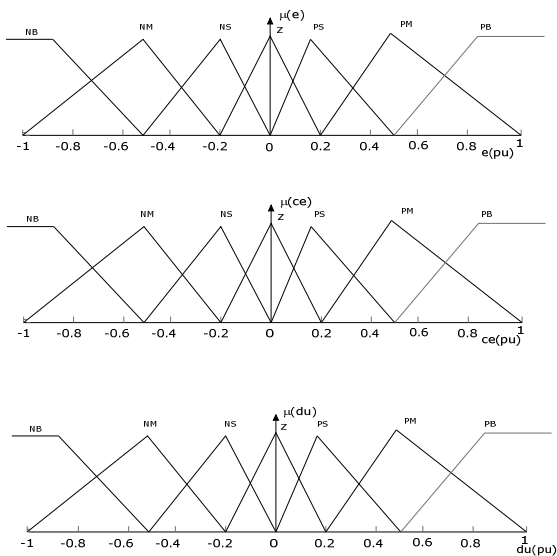 μ(e)
NB NM NS Z PS PM PB
-1 -0.8 -0.6 -0.4 -0.2 0 0.2 0.4 0.6 0.8 1
e(pu)
μ(ce)
NB NM NS Z PS PM PB
-1 -0.8 -0.6 -0.4 -0.2 0 0.2 0.4 0.6 0.8 1
ce(pu)
μ(du)
NB NM NS Z PS PM PB
-1 -0.8 -0.6 -0.4 -0.2 0 0.2 0.4 0.6 0.8 1
du(pu)